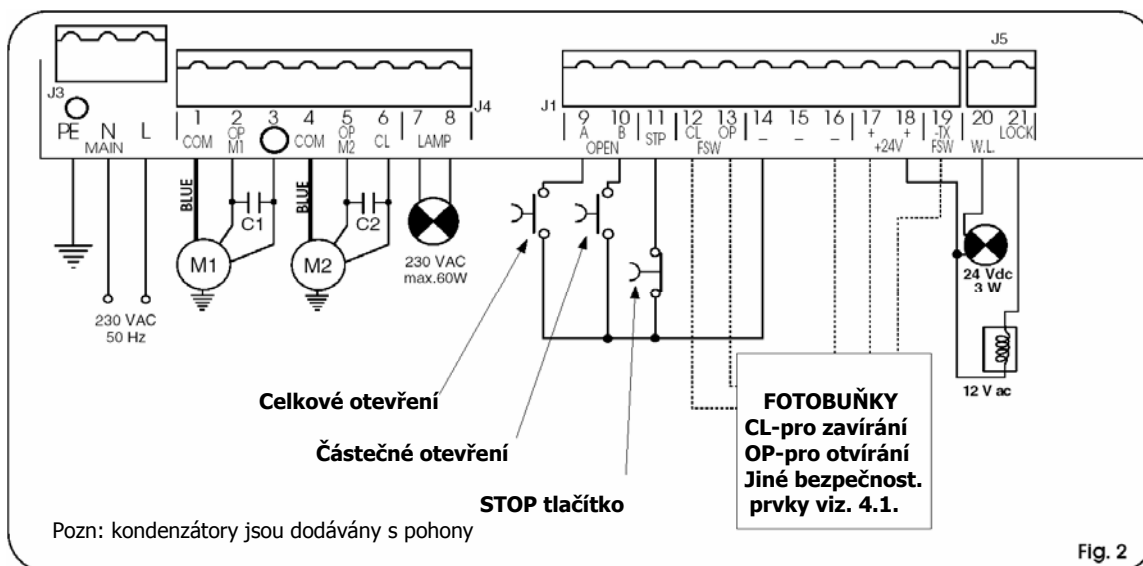 J3
J4
J1
J5
PE N L
MAIN
1 2 3 4 5 6 7 8
COM OP M1 COM OP M2 CL LAMP
9 10 11 12 13 14 15 16 17 18 19 20 21
A B STP CL OP – – – + + -TX LOCK
OPEN FSW +24V FSW W.L.
BLUE
BLUE
C1
C2
M1
M2
230 VAC
max.60W
230 VAC
50 Hz
24 Vdc
3 W
12 V ac
Celkové otevření
Částečné otevření
STOP tlačítko
FOTOBUŇKY
CL-pro zavírání
OP-pro otvírání
Jiné bezpečnost.
prvky viz. 4.1.
Pozn: kondenzátory jsou dodávány s pohony
Fig. 2